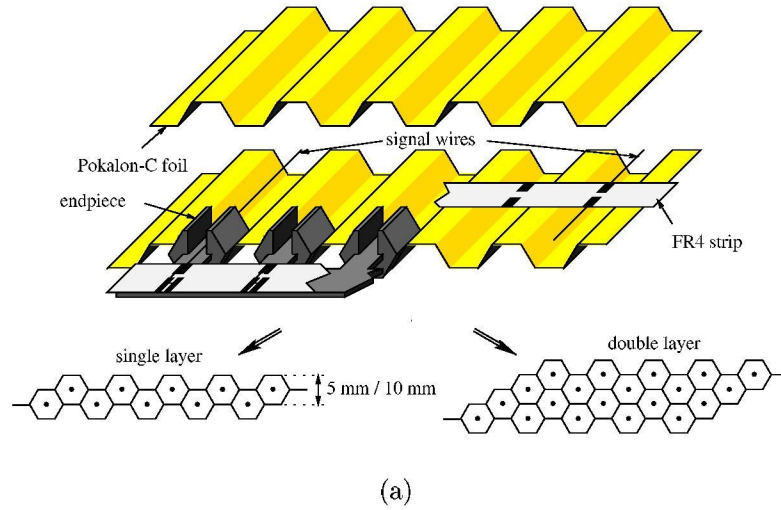 signal wires
Pokalon-C foil
endpiece
FR4 strip
single layer
double layer
5 mm / 10 mm
(a)